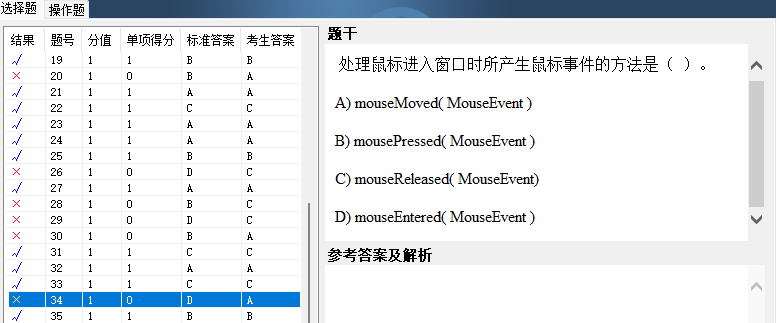 选择题 操作题
结果 题号 分值 单项得分 标准答案 考生答案
√ 19 1 1 B B
× 20 1 0 B A
√ 21 1 1 A A
√ 22 1 1 C C
√ 23 1 1 A A
√ 24 1 1 A A
√ 25 1 1 B B
× 26 1 0 D C
√ 27 1 1 A A
× 28 1 0 B C
× 29 1 0 D C
× 30 1 0 B A
√ 31 1 1 C C
√ 32 1 1 A A
√ 33 1 1 C C
× 34 1 0 D A
√ 35 1 1 B B
题干
处理鼠标进入窗口时所产生鼠标事件的方法是（ ）。
A) mouseMoved( MouseEvent )
B) mousePressed( MouseEvent )
C) mouseReleased( MouseEvent)
D) mouseEntered( MouseEvent )
参考答案及解析